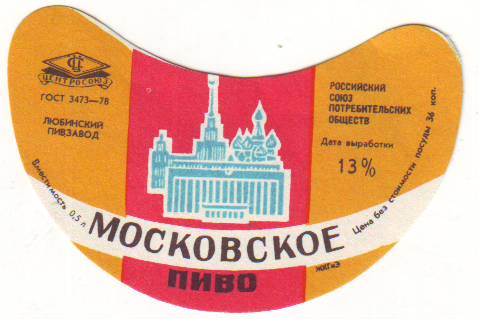 ЦЕНТРОСОЮЗ
ГОСТ 3473—78
ЛЮБИНСКИЙ
ПИВЗАВОД
Вместимость 0,5 л
РОССИЙСКИЙ
СОЮЗ
ПОТРЕБИТЕЛЬСКИХ
ОБЩЕСТВ
Дата выработки
13%
Цена без стоимости посуды 36 коп.
МОСКОВСКОЕ
ПИВО